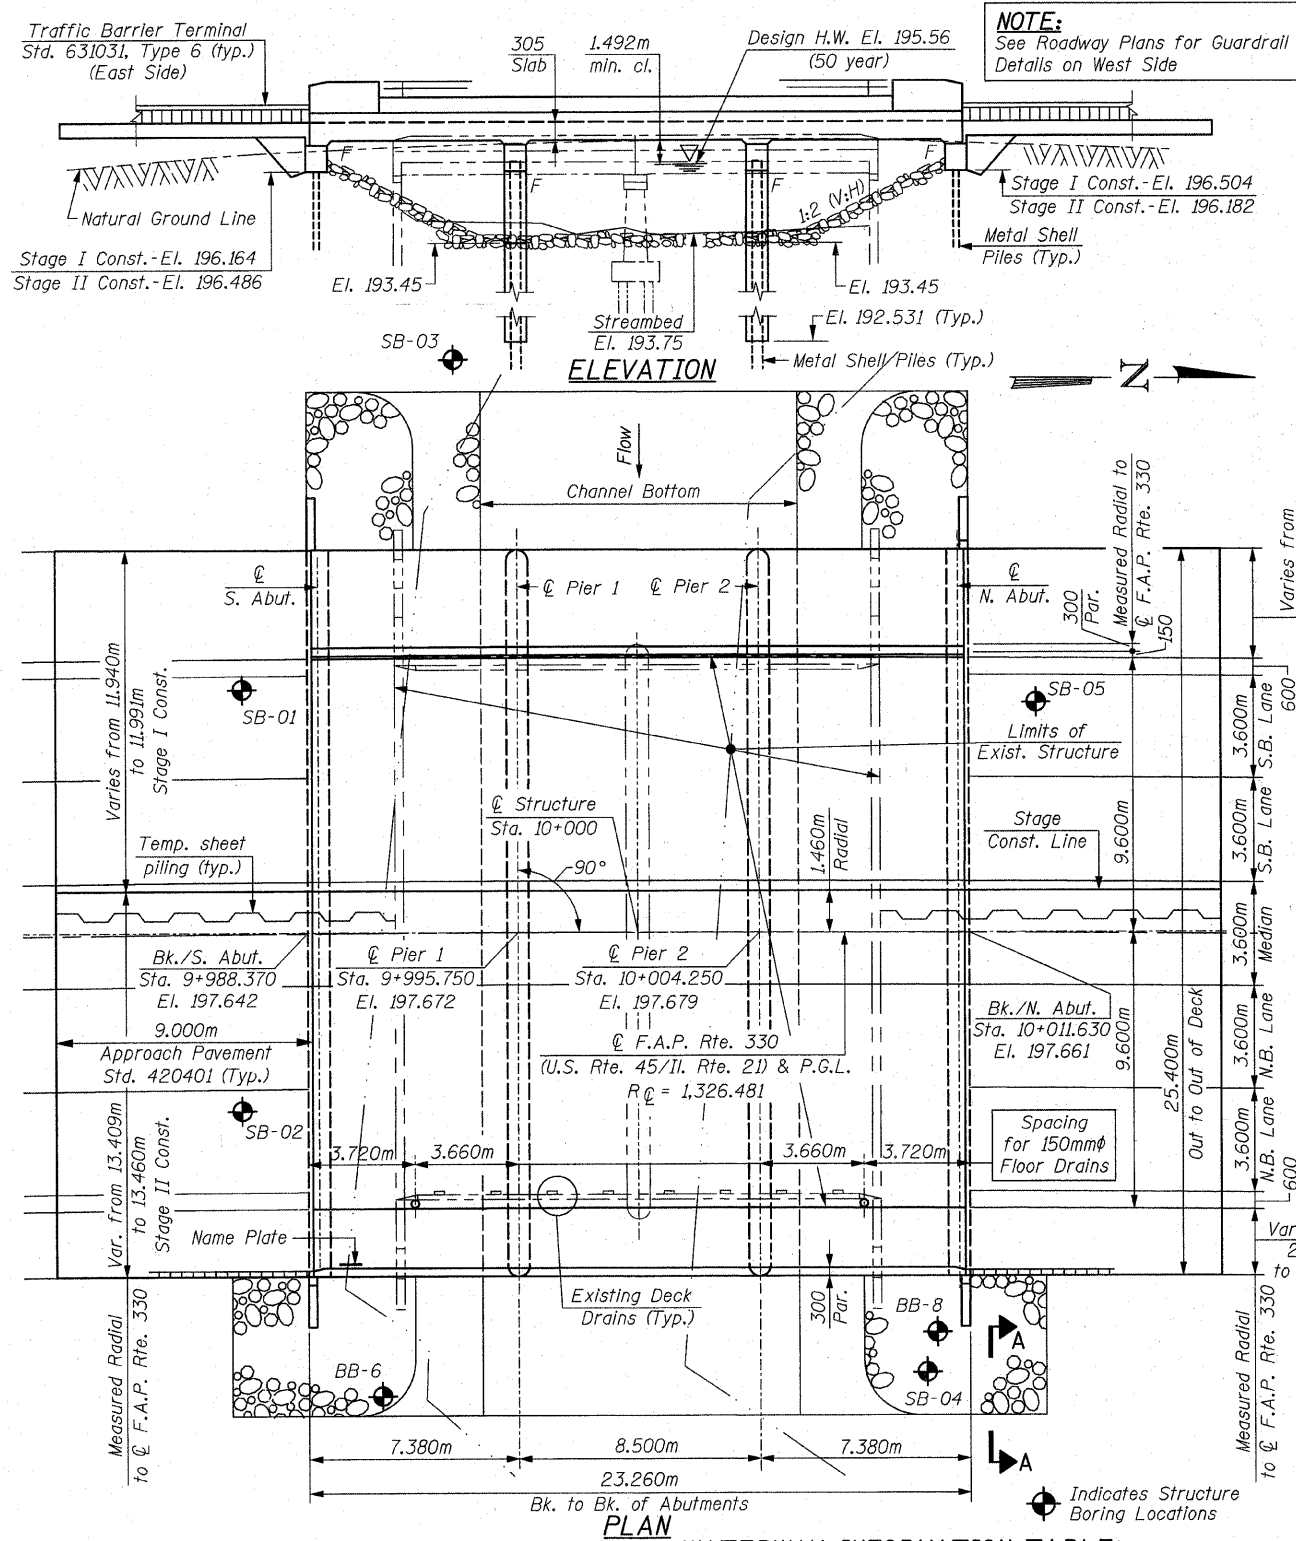 Traffic Barrier Terminal
Std. 631031, Type 6 (typ.)
(East Side)
305
Slab
1.492m
min. cl.
Design H.W. El. 195.56
(50 year)
NOTE:
See Roadway Plans for Guardrail
Details on West Side
F
F
F
F
1:2 (V:H)
Natural Ground Line
Stage I Const.-El. 196.504
Stage II Const.-El. 196.182
Metal Shell
Piles (Typ.)
Stage I Const.-El. 196.164
Stage II Const.-El. 196.486
El. 193.45
El. 193.45
Streambed
El. 193.75
El. 192.531 (Typ.)
SB-03
Metal Shell Piles (Typ.)
ELEVATION
N
Flow
Channel Bottom
Measured Radial to
℄ F.A.P. Rte. 330
300
Par.
150
Varies from
℄
S. Abut.
℄ Pier 1
℄ Pier 2
℄
N. Abut.
600
Varies from 11.940m
to 11.991m
Stage I Const.
SB-01
SB-05
Limits of
Exist. Structure
3.600m
S.B. Lane
℄ Structure
Sta. 10+000
90°
1.460m
Radial
Stage
Const. Line
9.600m
3.600m
S.B. Lane
Temp. sheet
piling (typ.)
3.600m
Median
Bk./S. Abut.
Sta. 9+988.370
El. 197.642
℄ Pier 1
Sta. 9+995.750
El. 197.672
℄ Pier 2
Sta. 10+004.250
El. 197.679
Bk./N. Abut.
Sta. 10+011.630
El. 197.661
9.600m
25.400m
Out to Out of Deck
3.600m
N.B. Lane
9.000m
Approach Pavement
Std. 420401 (Typ.)
℄ F.A.P. Rte. 330
(U.S. Rte. 45/Il. Rte. 21) & P.G.L.
R℄ = 1,326.481
SB-02
3.720m
3.660m
3.660m
3.720m
Spacing
for 150mmϕ
Floor Drains
3.600m
N.B. Lane
600
Var. from 13.409m
to 13.460m
Stage II Const.
Name Plate
Var
2
to
Existing Deck
Drains (Typ.)
300
Par.
BB-8
A
BB-6
SB-04
Measured Radial
to ℄ F.A.P. Rte. 330
Measured Radial
to ℄ F.A.P. Rte. 330
7.380m
8.500m
7.380m
A
23.260m
Bk. to Bk. of Abutments
Indicates Structure
Boring Locations
PLAN
WATERWAY INFORMATION TABLE